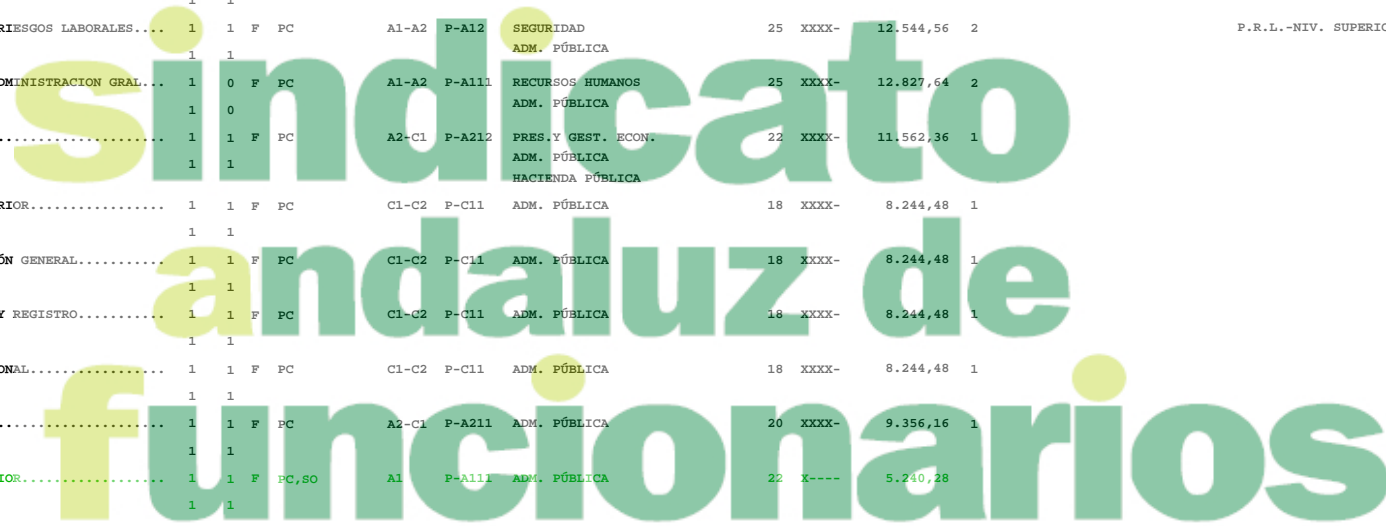 1 1
RIESGOS LABORALES.... 1 1 F PC A1-A2 P-A12 SEGURIDAD 25 XXXX- 12.544,56 2 P.R.L.-NIV. SUPERIO
1 1 ADM. PÚBLICA
DMINISTRACION GRAL... 1 0 F PC A1-A2 P-A111 RECURSOS HUMANOS 25 XXXX- 12.827,64 2
1 0 ADM. PÚBLICA
..................... 1 1 F PC A2-C1 P-A212 PRES.Y GEST. ECON. 22 XXXX- 11.562,36 1
1 1 ADM. PÚBLICA
HACIENDA PÚBLICA
sindicato
RIOR................. 1 1 F PC C1-C2 P-C11 ADM. PÚBLICA 18 XXXX- 8.244,48 1
1 1
ÓN GENERAL........... 1 1 F PC C1-C2 P-C11 ADM. PÚBLICA 18 XXXX- 8.244,48 1
1 1
andaluz de
Y REGISTRO........... 1 1 F PC C1-C2 P-C11 ADM. PÚBLICA 18 XXXX- 8.244,48 1
1 1
ONAL................. 1 1 F PC C1-C2 P-C11 ADM. PÚBLICA 18 XXXX- 8.244,48 1
1 1
..................... 1 1 F PC A2-C1 P-A211 ADM. PÚBLICA 20 XXXX- 9.356,16 1
1 1
funcionarios
IOR.................. 1 1 F PC,SO A1 P-A111 ADM. PÚBLICA 22 X---- 5.240,28
1 1